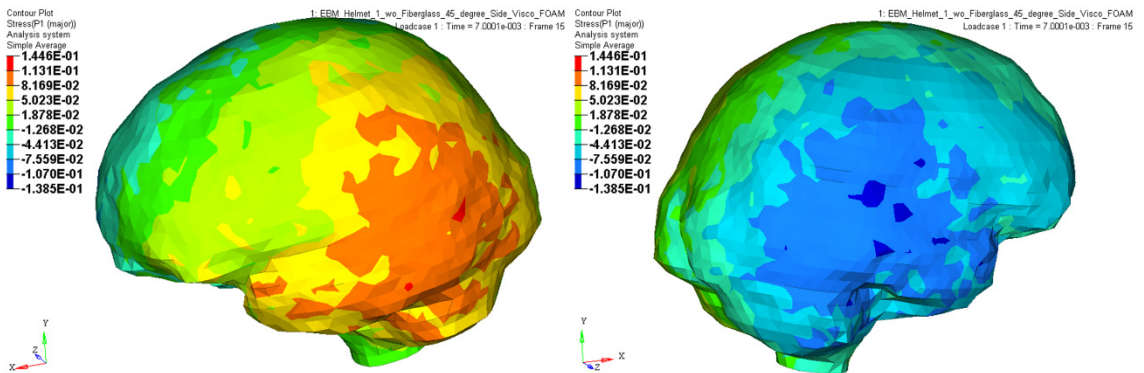 Contour Plot
Stress(P1 (major))
Analysis system
Simple Average
1.446E-01
1.131E-01
8.169E-02
5.023E-02
1.878E-02
-1.268E-02
-4.413E-02
-7.559E-02
-1.070E-01
-1.385E-01
1: EBM_Helmet_1_wo_Fiberglass_45_degree_Side_Visco_FOAM
Loadcase 1 : Time = 7.0001e-003 : Frame 15
Y
Z
X
Contour Plot
Stress(P1 (major))
Analysis system
Simple Average
1.446E-01
1.131E-01
8.169E-02
5.023E-02
1.878E-02
-1.268E-02
-4.413E-02
-7.559E-02
-1.070E-01
-1.385E-01
1: EBM_Helmet_1_wo_Fiberglass_45_degree_Side_Visco_FOAM
Loadcase 1 : Time = 7.0001e-003 : Frame 15
Y
X
Z